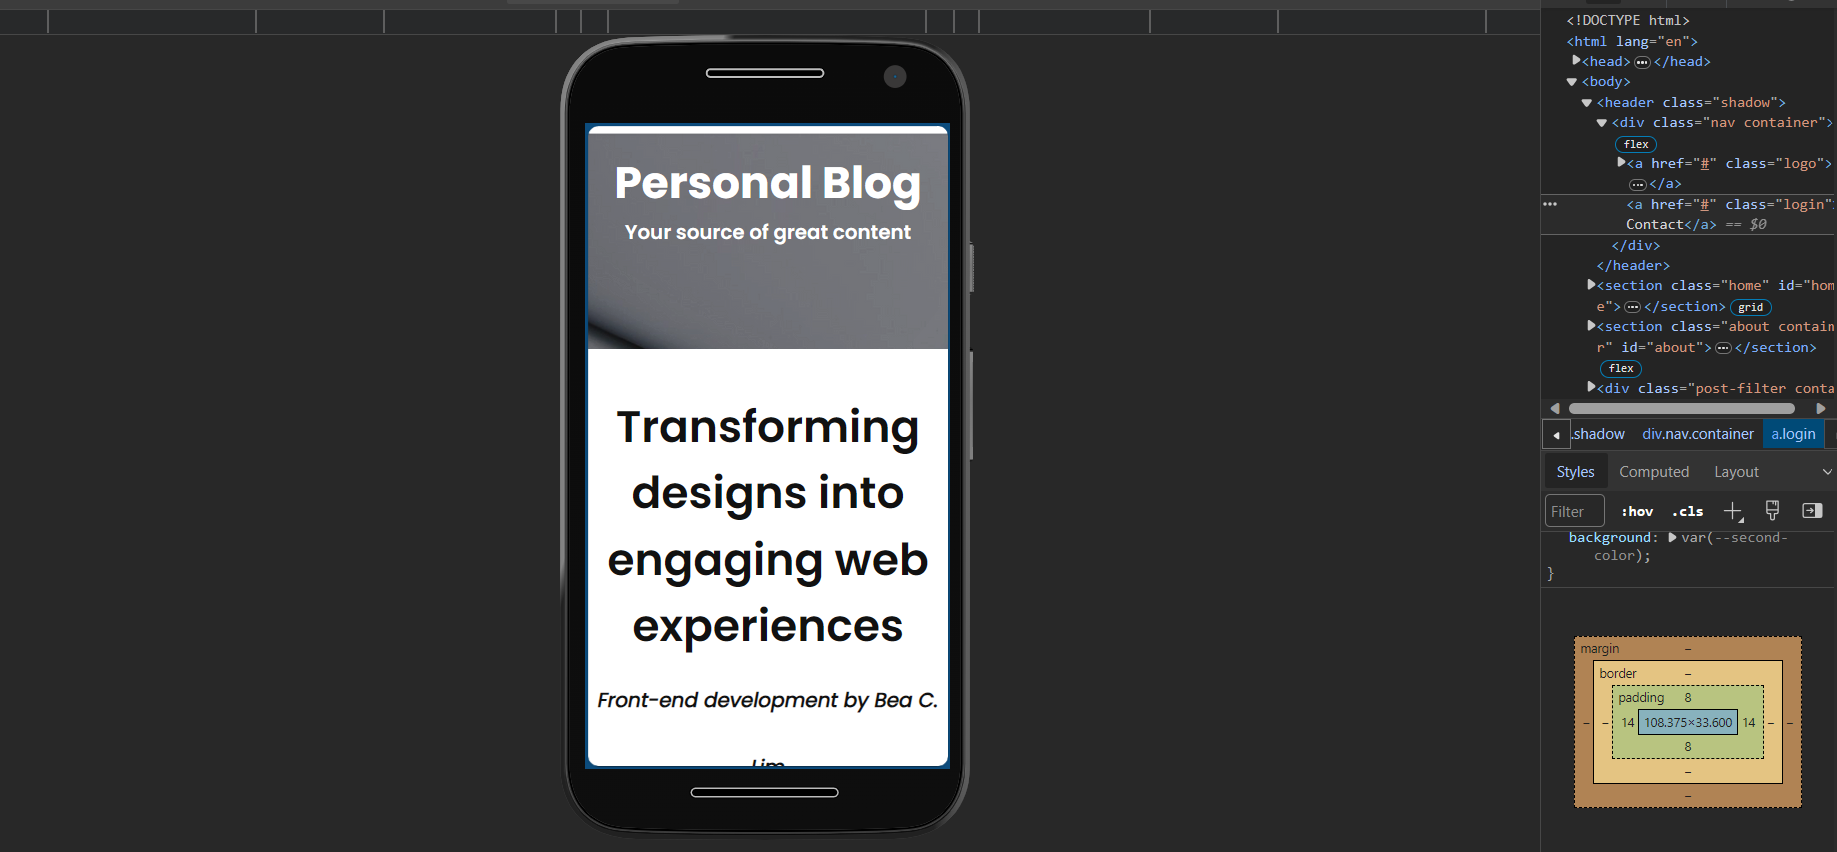 Personal Blog
Your source of great content
Transforming
designs into
engaging web
experiences
Front-end development by Bea C.
Lim
<!DOCTYPE html>
<html lang="en">
<head> ••• </head>
<body>
<header class="shadow">
<div class="nav container">
flex
<a href="#" class="logo">
••• </a>
••• <a href="#" class="login"
Contact</a> == $0
</div>
</header>
<section class="home" id="hom
e"> ••• </section> grid
<section class="about contain
r" id="about"> ••• </section>
flex
<div class="post-filter conta
.shadow div.nav.container a.login
Styles Computed Layout
Filter :hov .cls
background: var(--second-
color);
}
margin –
border –
padding 8
– – 14 108.375×33.600 14 – –
8
–
–